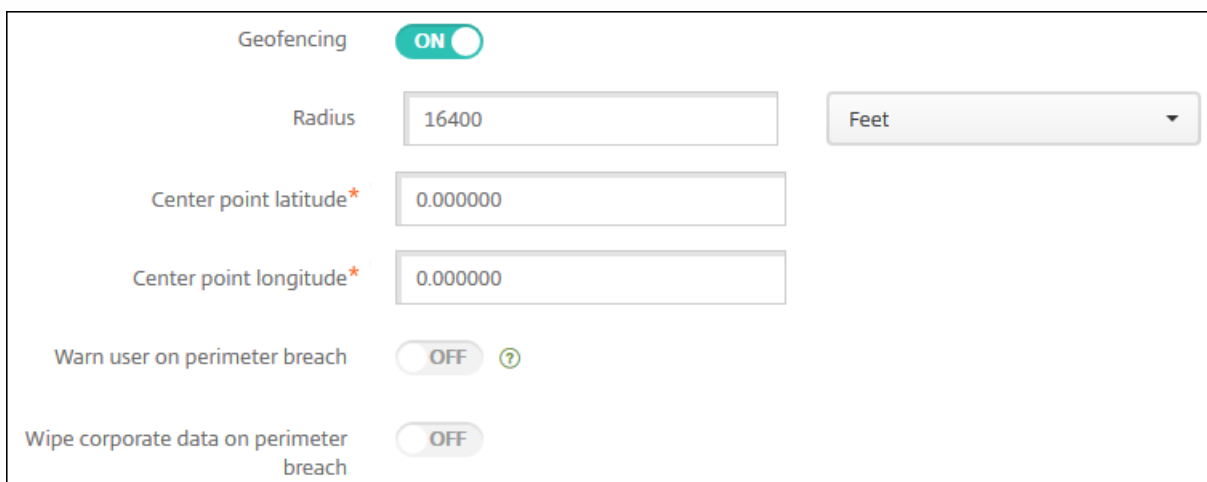 Geofencing ON
Radius 16400 Feet
Center point latitude* 0.000000
Center point longitude* 0.000000
Warn user on perimeter breach OFF ?
Wipe corporate data on perimeter OFF
breach